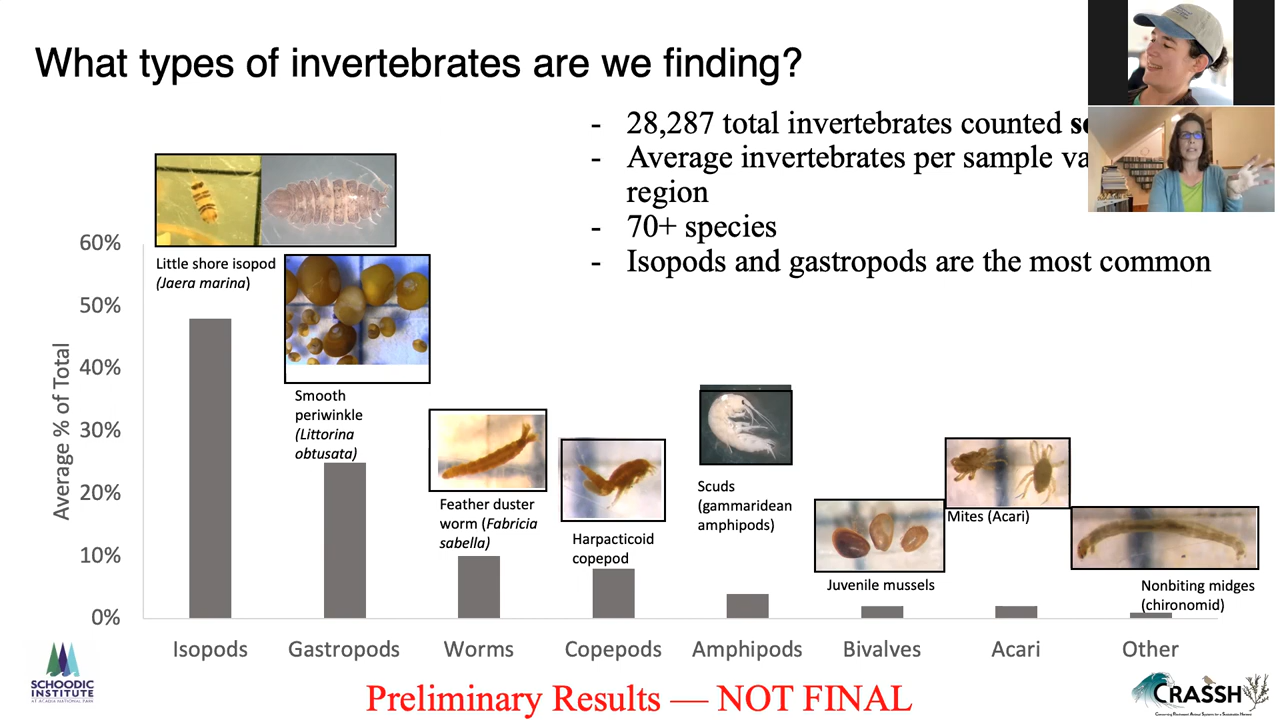 What types of invertebrates are we finding?
- 28,287 total invertebrates counted
- Average invertebrates per sample
region
- 70+ species
- Isopods and gastropods are the most common
60%
50%
40%
30%
20%
10%
0%
Average % of Total
Little shore isopod
(Jaera marina)
Smooth
periwinkle
(Littorina
obtusata)
Feather duster
worm (Fabricia
sabella)
Harpacticoid
copepod
Scuds
(gammaridean
amphipods)
Juvenile mussels
Mites (Acari)
Nonbiting midges
(chironomid)
Isopods Gastropods Worms Copepods Amphipods Bivalves Acari Other
SCHOODIC
INSTITUTE
AT ACADIA NATIONAL PARK
Preliminary Results — NOT FINAL
CRASSH